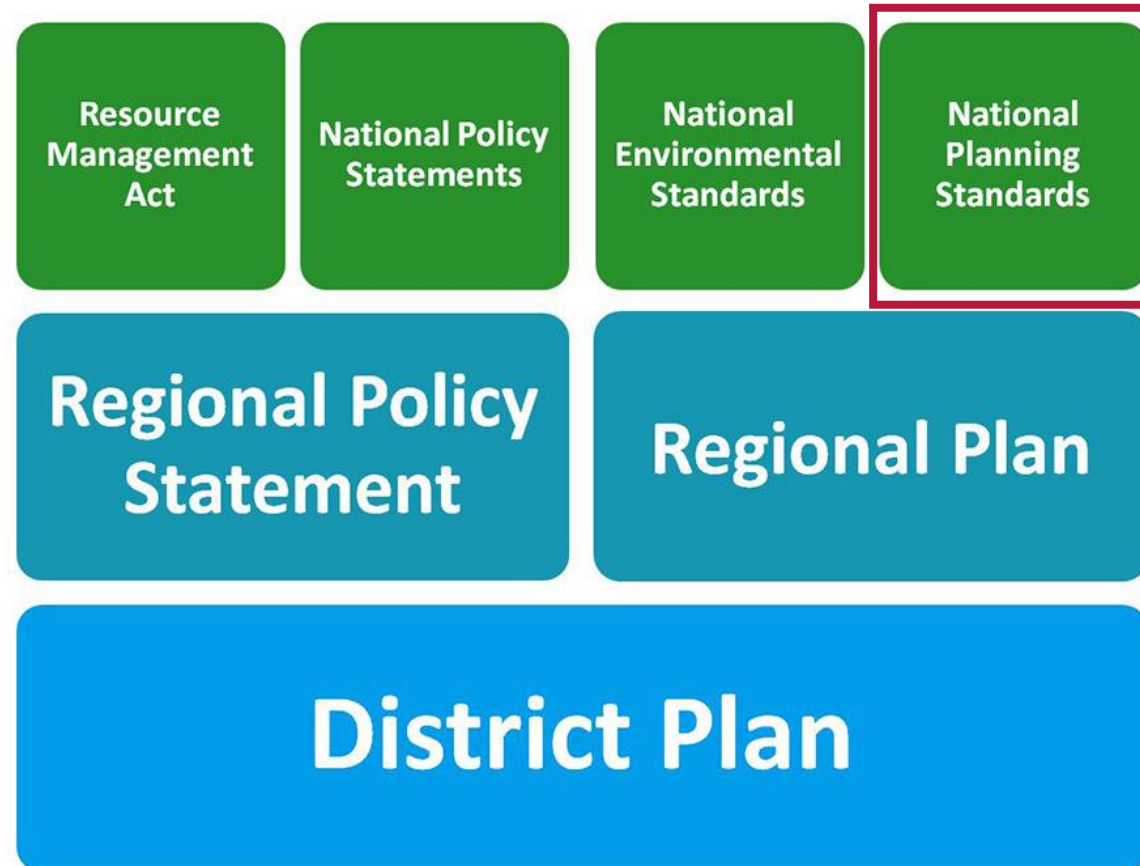 Resource
Management
Act
National Policy
Statements
National
Environmental
Standards
National
Planning
Standards
Regional Policy
Statement
Regional Plan
District Plan